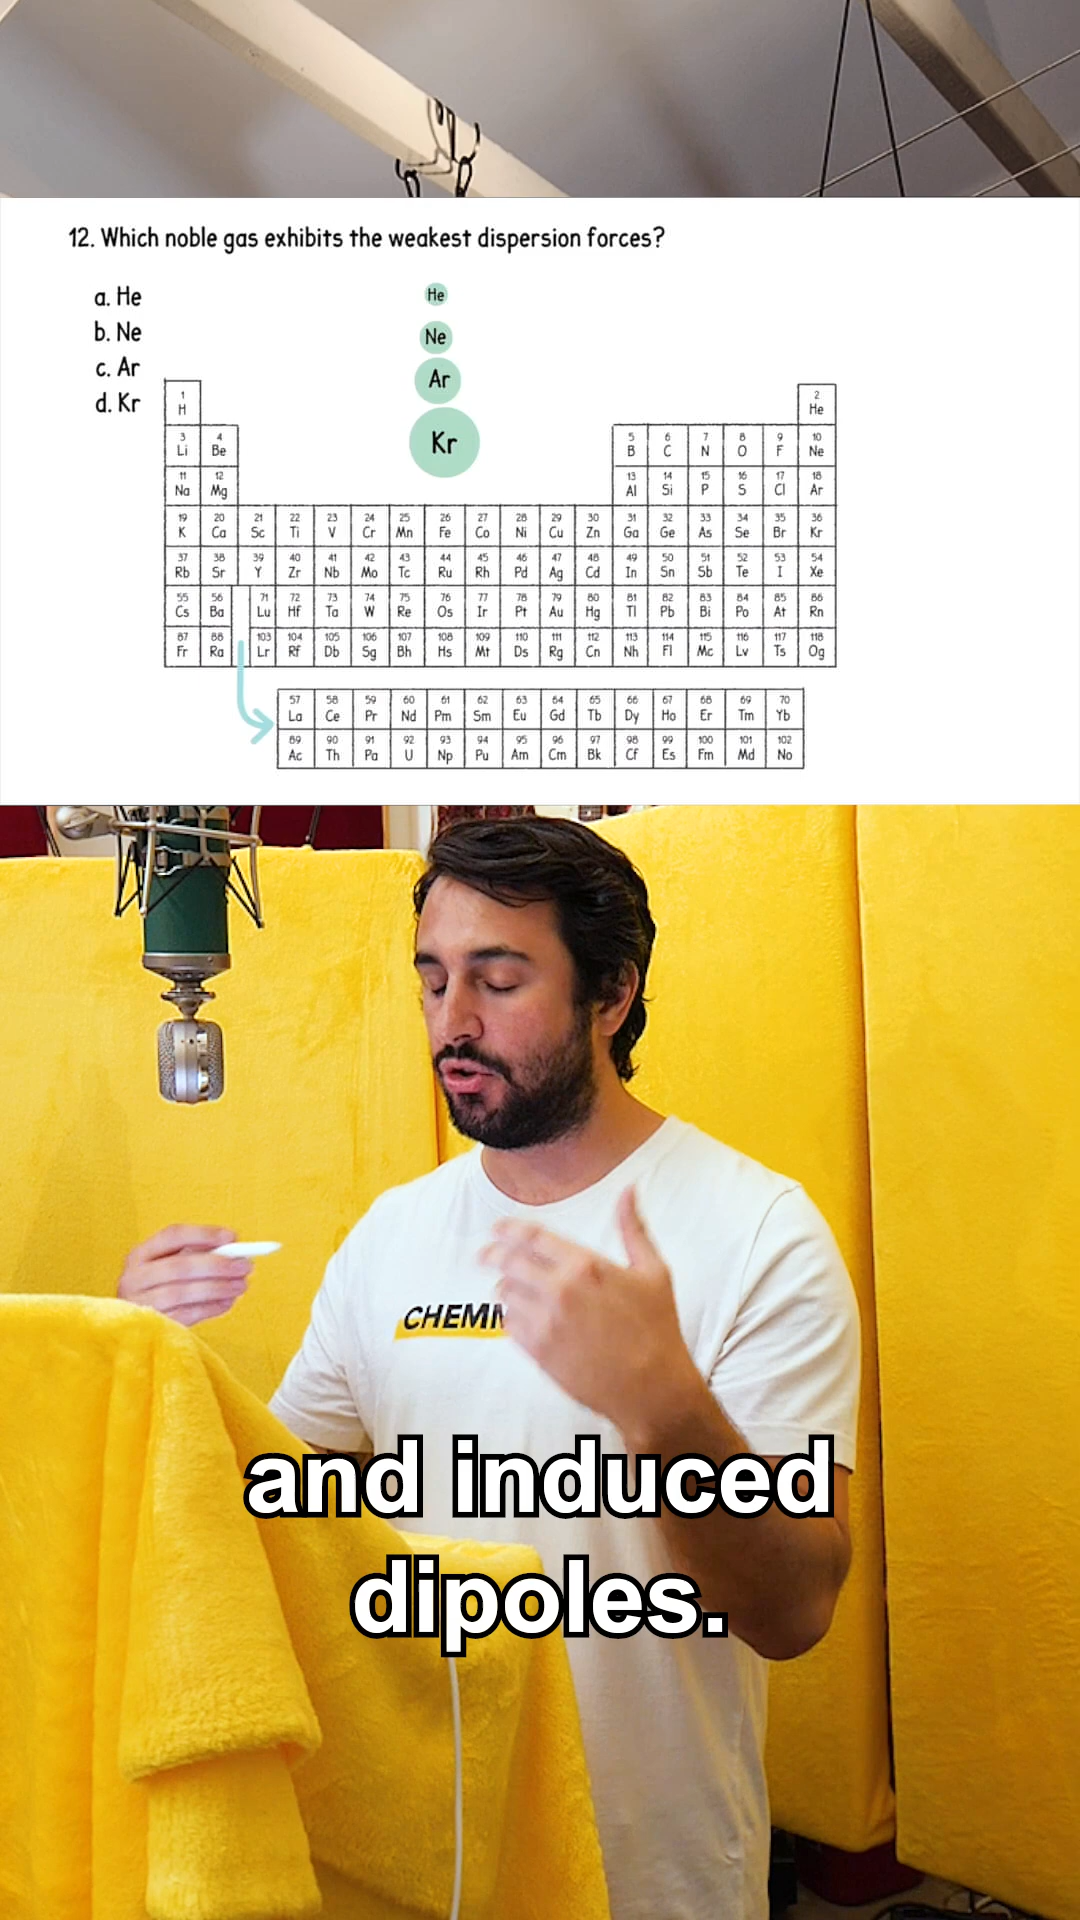 12. Which noble gas exhibits the weakest dispersion forces?
a. He
b. Ne
c. Ar
d. Kr
He
Ne
Ar
Kr
1 2
H He
3 4 5 6 7 8 9 10
Li Be B C N O F Ne
11 12 13 14 15 16 17 18
Na Mg Al Si P S Cl Ar
19 20 21 22 23 24 25 26 27 28 29 30 31 32 33 34 35 36
K Ca Sc Ti V Cr Mn Fe Co Ni Cu Zn Ga Ge As Se Br Kr
37 38 39 40 41 42 43 44 45 46 47 48 49 50 51 52 53 54
Rb Sr Y Zr Nb Mo Tc Ru Rh Pd Ag Cd In Sn Sb Te I Xe
55 56 71 72 73 74 75 76 77 78 79 80 81 82 83 84 85 86
Cs Ba Lu Hf Ta W Re Os Ir Pt Au Hg Tl Pb Bi Po At Rn
87 88 103 104 105 106 107 108 109 110 111 112 113 114 115 116 117 118
Fr Ra Lr Rf Db Sg Bh Hs Mt Ds Rg Cn Nh Fl Mc Lv Ts Og
57 58 59 60 61 62 63 64 65 66 67 68 69 70
La Ce Pr Nd Pm Sm Eu Gd Tb Dy Ho Er Tm Yb
89 90 91 92 93 94 95 96 97 98 99 100 101 102
Ac Th Pa U Np Pu Am Cm Bk Cf Es Fm Md No
and induced
dipoles.